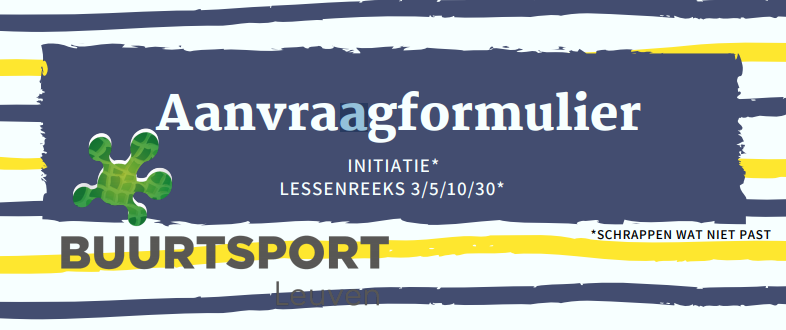 Aanvraagformulier
INITIATIE*
LESSENREEKS 3/5/10/30*
*SCHRAPPEN WAT NIET PAST
BUURTSPORT
Leuven